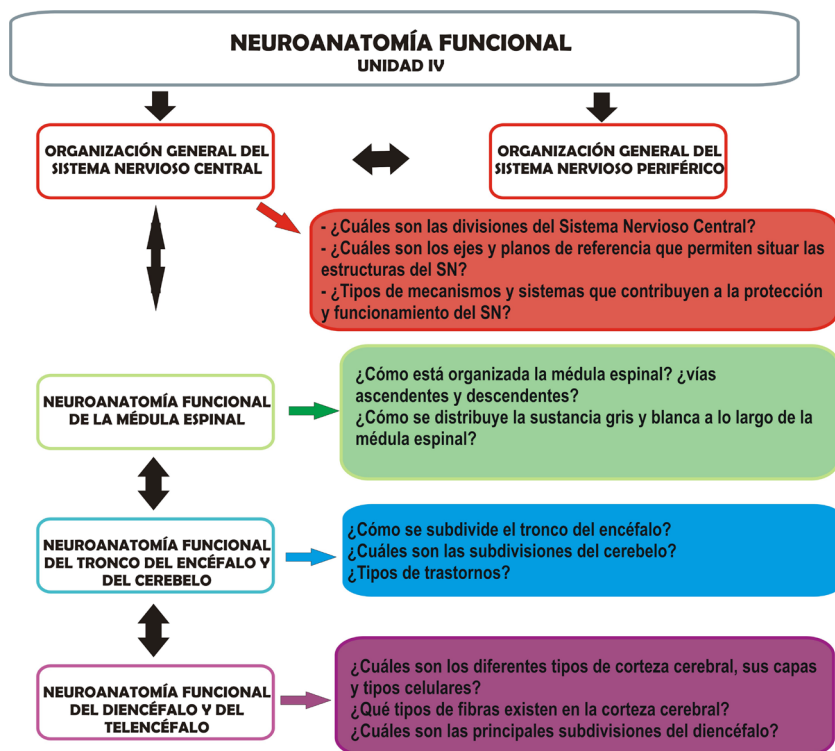 NEUROANATOMÍA FUNCIONAL
UNIDAD IV
ORGANIZACIÓN GENERAL DEL
SISTEMA NERVIOSO CENTRAL
ORGANIZACIÓN GENERAL DEL
SISTEMA NERVIOSO PERIFÉRICO
- ¿Cuáles son las divisiones del Sistema Nervioso Central?
- ¿Cuáles son los ejes y planos de referencia que permiten situar las
estructuras del SN?
- ¿Tipos de mecanismos y sistemas que contribuyen a la protección
y funcionamiento del SN?
NEUROANATOMÍA FUNCIONAL
DE LA MÉDULA ESPINAL
¿Cómo está organizada la médula espinal? ¿vías
ascendentes y descendentes?
¿Cómo se distribuye la sustancia gris y blanca a lo largo de la
médula espinal?
NEUROANATOMÍA FUNCIONAL
DEL TRONCO DEL ENCÉFALO Y
DEL CEREBELO
¿Cómo se subdivide el tronco del encéfalo?
¿Cuáles son las subdivisiones del cerebelo?
¿Tipos de trastornos?
NEUROANATOMÍA FUNCIONAL
DEL DIENCÉFALO Y DEL
TELENCÉFALO
¿Cuáles son los diferentes tipos de corteza cerebral, sus capas
y tipos celulares?
¿Qué tipos de fibras existen en la corteza cerebral?
¿Cuáles son las principales subdivisiones del diencéfalo?